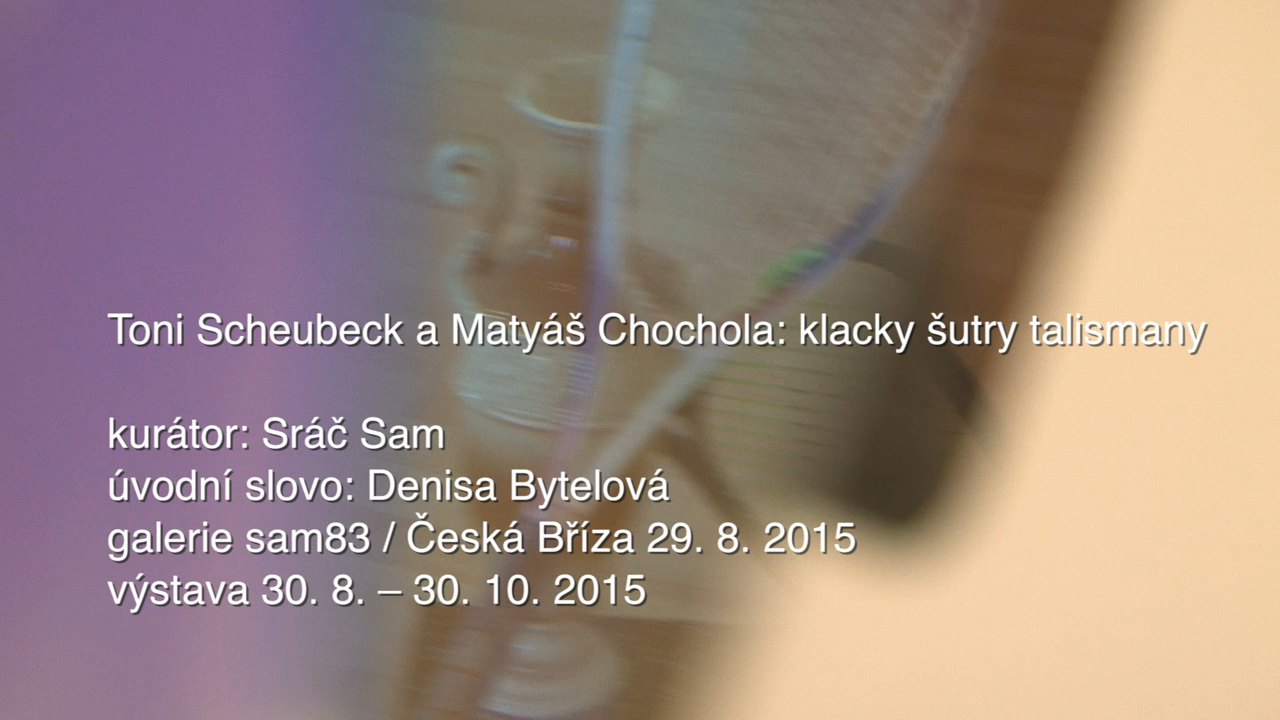 Toni Scheubeck a Matyáš Chochola: klacky šutry talismany
kurátor: Sráč Sam
úvodní slovo: Denisa Bytelová
galerie sam83 / Česká Bříza 29. 8. 2015
výstava 30. 8. – 30. 10. 2015